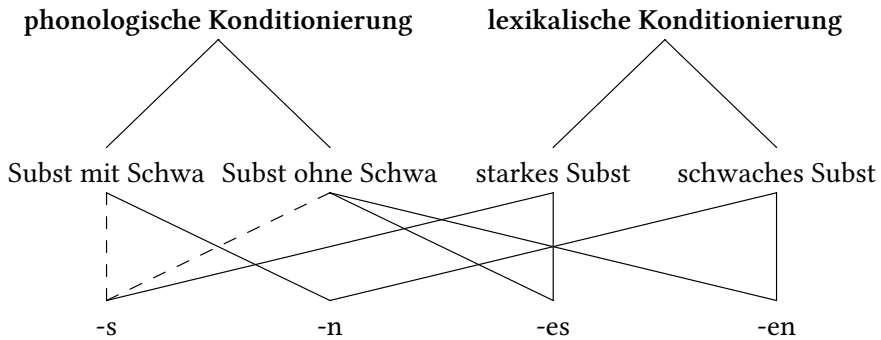 phonologische Konditionierung lexikalische Konditionierung
Subst mit Schwa Subst ohne Schwa starkes Subst schwaches Subst
-s -n -es -en